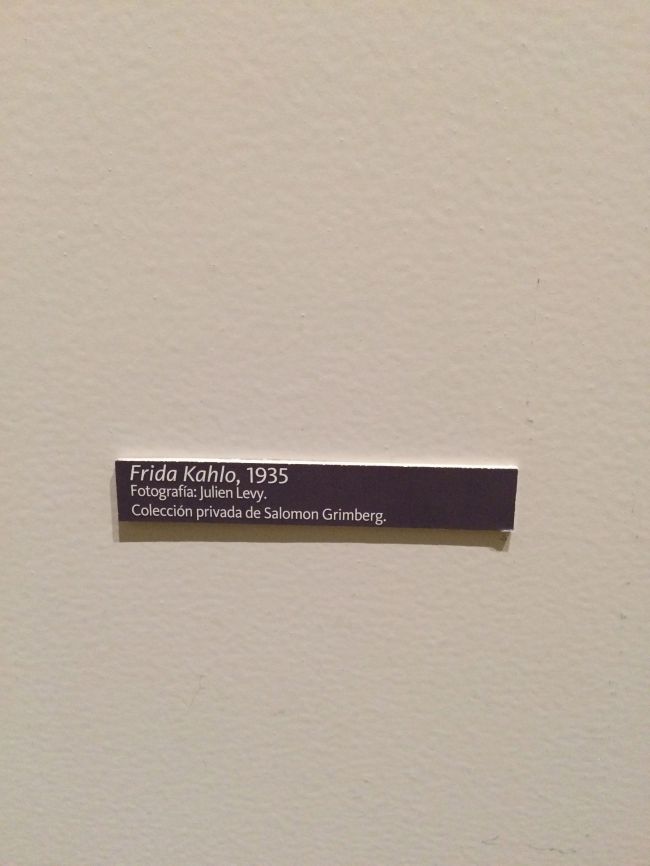 Frida Kahlo, 1935
Fotografía: Julien Levy.
Colección privada de Salomon Grimberg.